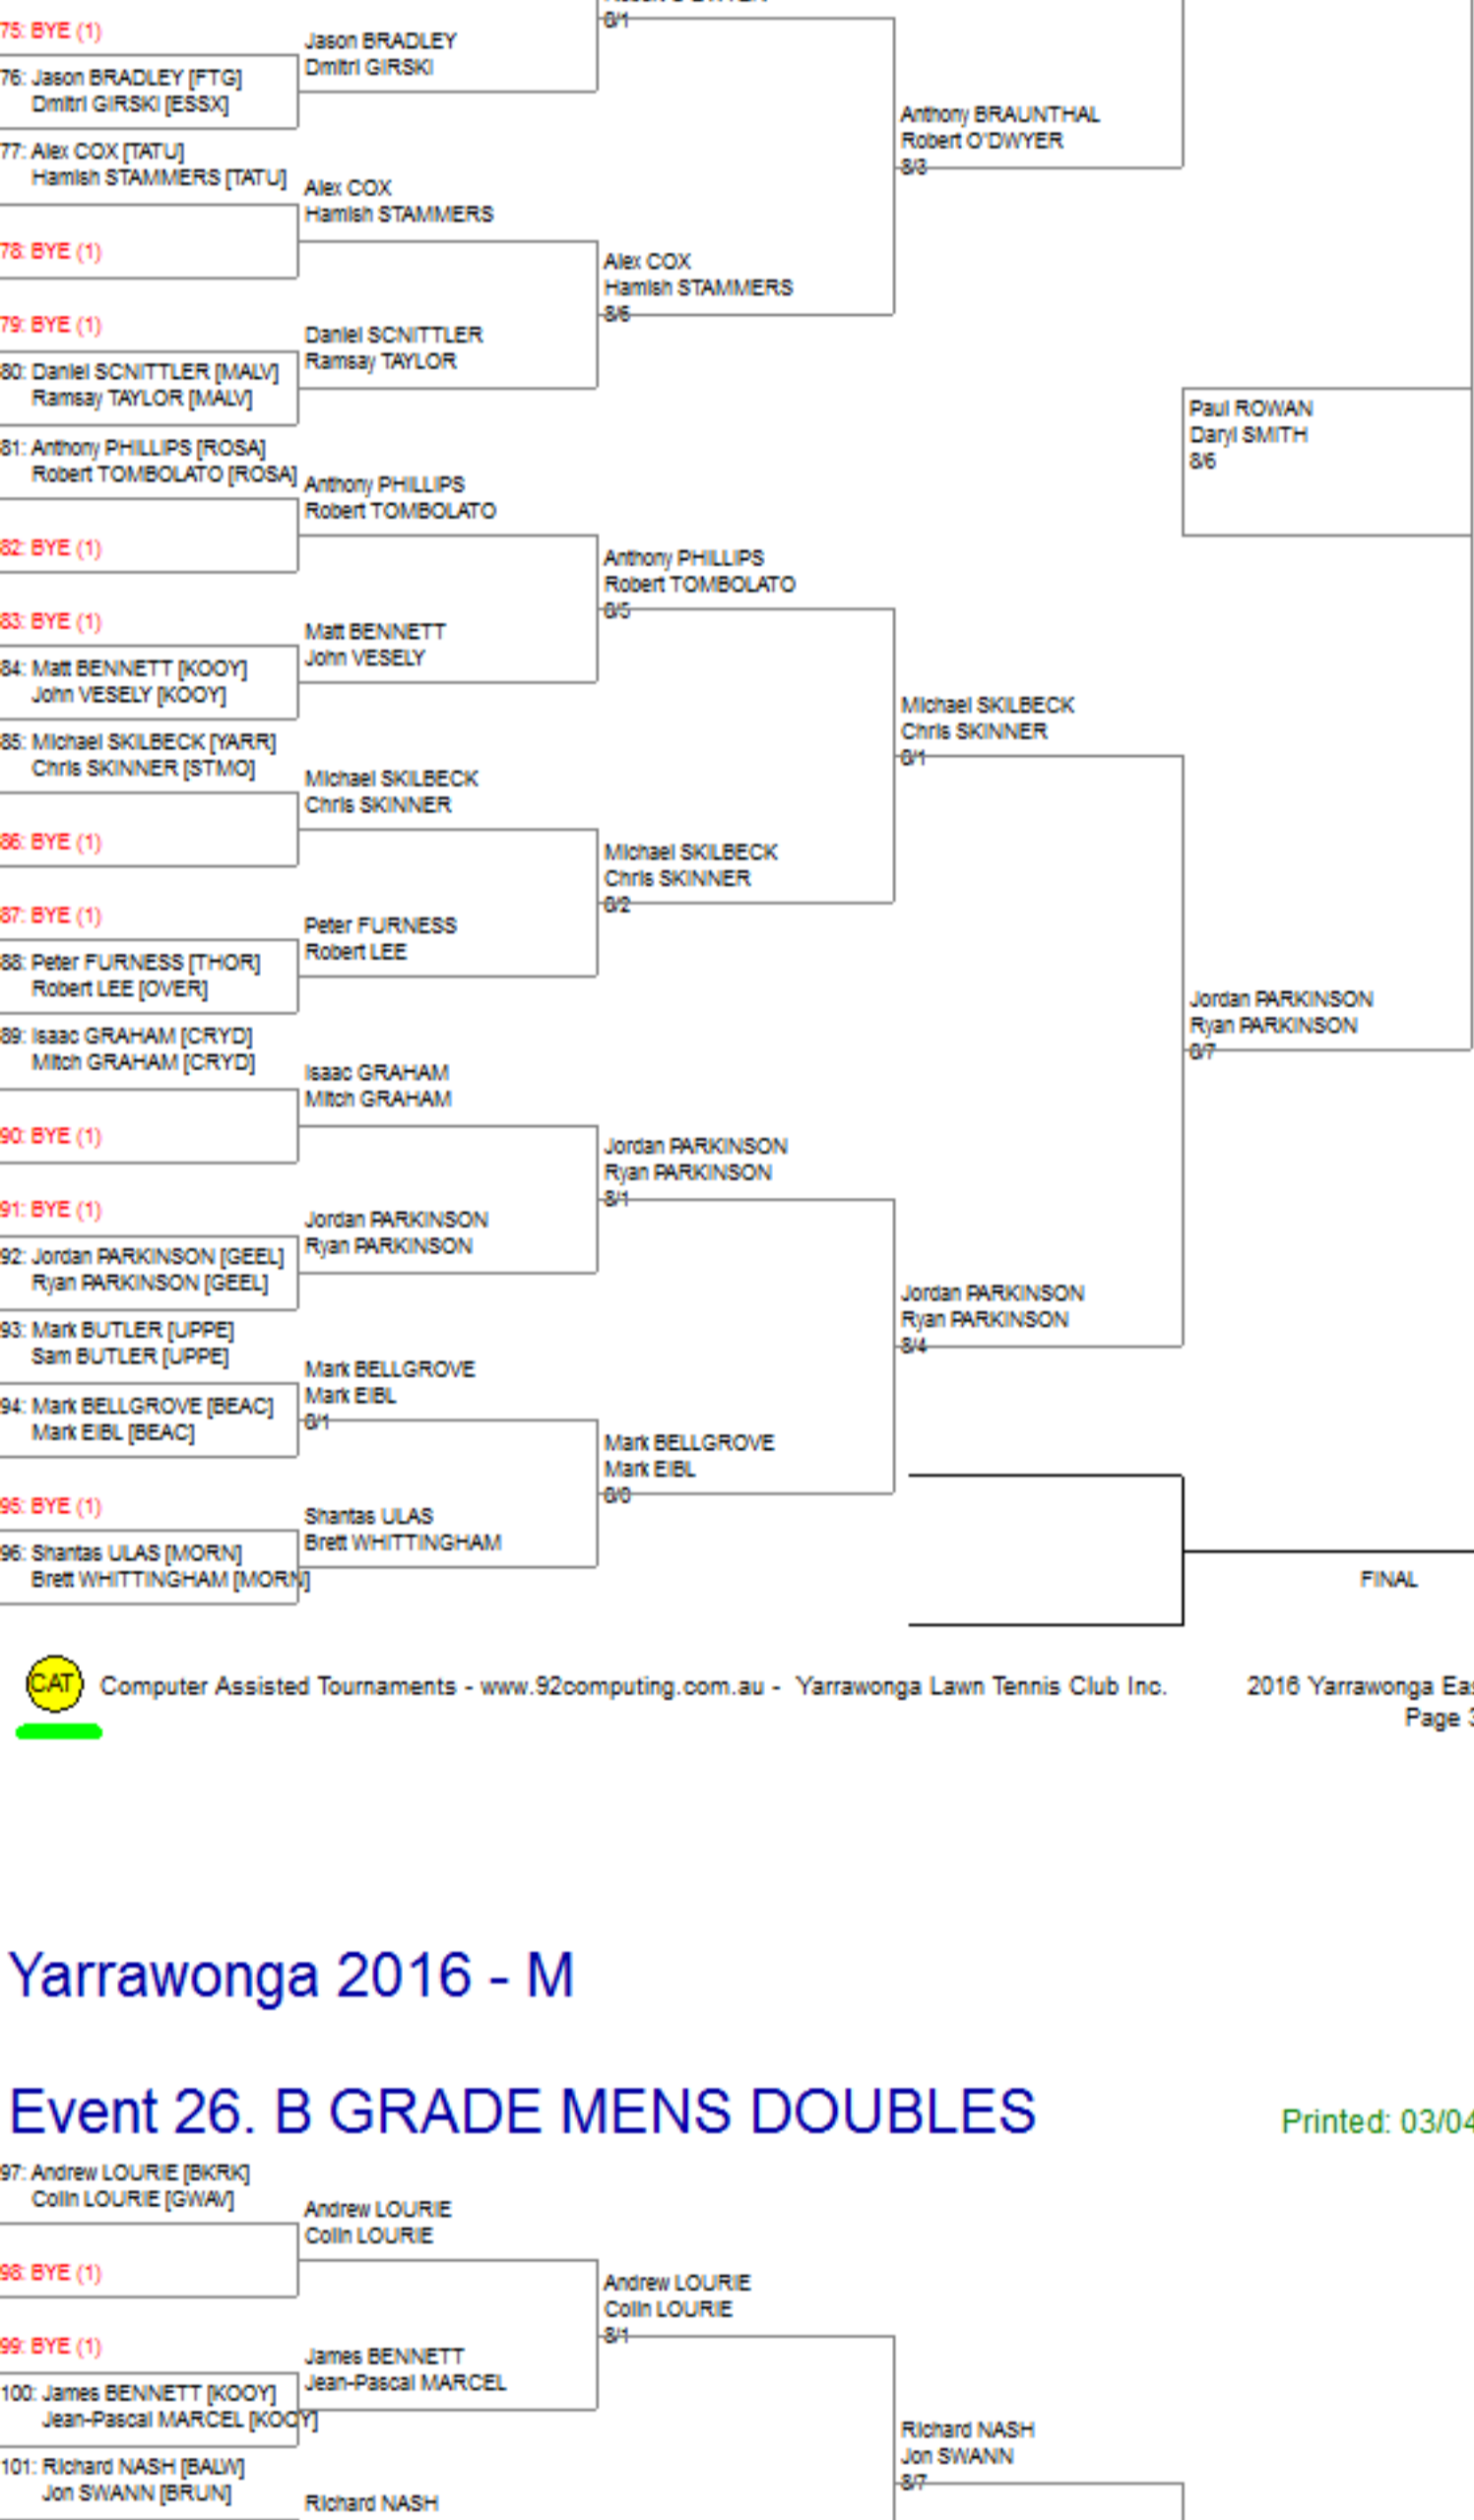 75: BYE (1)
76: Jason BRADLEY [FTG]
Dmitri GIRSKI [ESSX]
77: Alex COX [TATU]
Hamish STAMMERS [TATU]
78: BYE (1)
79: BYE (1)
80: Daniel SCNITTLER [MALV]
Ramsay TAYLOR [MALV]
81: Anthony PHILLIPS [ROSA]
Robert TOMBOLATO [ROSA]
82: BYE (1)
83: BYE (1)
84: Matt BENNETT [KOOY]
John VESELY [KOOY]
85: Michael SKILBECK [YARR]
Chris SKINNER [STMO]
86: BYE (1)
87: BYE (1)
88: Peter FURNESS [THOR]
Robert LEE [OVER]
89: Isaac GRAHAM [CRYD]
Mitch GRAHAM [CRYD]
90: BYE (1)
91: BYE (1)
92: Jordan PARKINSON [GEEL]
Ryan PARKINSON [GEEL]
93: Mark BUTLER [UPPE]
Sam BUTLER [UPPE]
94: Mark BELLGROVE [BEAC]
Mark EIBL [BEAC]
95: BYE (1)
96: Shantas ULAS [MORN]
Brett WHITTINGHAM [MORN]
Jason BRADLEY
Dmitri GIRSKI
Alex COX
Hamish STAMMERS
Daniel SCNITTLER
Ramsay TAYLOR
Anthony PHILLIPS
Robert TOMBOLATO
Matt BENNETT
John VESELY
Michael SKILBECK
Chris SKINNER
Peter FURNESS
Robert LEE
Isaac GRAHAM
Mitch GRAHAM
Jordan PARKINSON
Ryan PARKINSON
Mark BELLGROVE
Mark EIBL
8/1
Shantas ULAS
Brett WHITTINGHAM
8/1
Alex COX
Hamish STAMMERS
8/6
Anthony PHILLIPS
Robert TOMBOLATO
8/5
Michael SKILBECK
Chris SKINNER
8/2
Jordan PARKINSON
Ryan PARKINSON
8/1
Mark BELLGROVE
Mark EIBL
Anthony BRAUNTHAL
Robert O'DWYER
8/3
Michael SKILBECK
Chris SKINNER
8/1
Jordan PARKINSON
Ryan PARKINSON
8/4
Paul ROWAN
Daryl SMITH
8/6
Jordan PARKINSON
Ryan PARKINSON
8/7
FINAL
CAT Computer Assisted Tournaments - www.92computing.com.au - Yarrawonga Lawn Tennis Club Inc. 2016 Yarrawonga Eas
Page 3
Yarrawonga 2016 - M
Event 26. B GRADE MENS DOUBLES
Printed: 03/04
97: Andrew LOURIE [BKRK]
Colin LOURIE [GWAV]
98: BYE (1)
99: BYE (1)
100: James BENNETT [KOOY]
Jean-Pascal MARCEL [KOOY]
101: Richard NASH [BALW]
Jon SWANN [BRUN]
Andrew LOURIE
Colin LOURIE
James BENNETT
Jean-Pascal MARCEL
Richard NASH
Andrew LOURIE
Colin LOURIE
8/1
Richard NASH
Jon SWANN
8/7